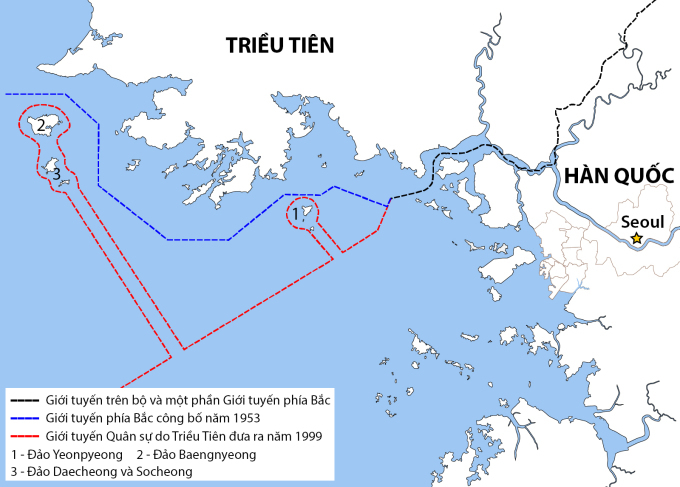 TRIỀU TIÊN
2
3
1
HÀN QUỐC
Seoul
Giới tuyến trên bộ và một phần Giới tuyến phía Bắc
Giới tuyến phía Bắc công bố năm 1953
Giới tuyến Quân sự do Triều Tiên đưa ra năm 1999
1 - Đảo Yeonpyeong 2 - Đảo Baengnyeong
3 - Đảo Daecheong và Socheong